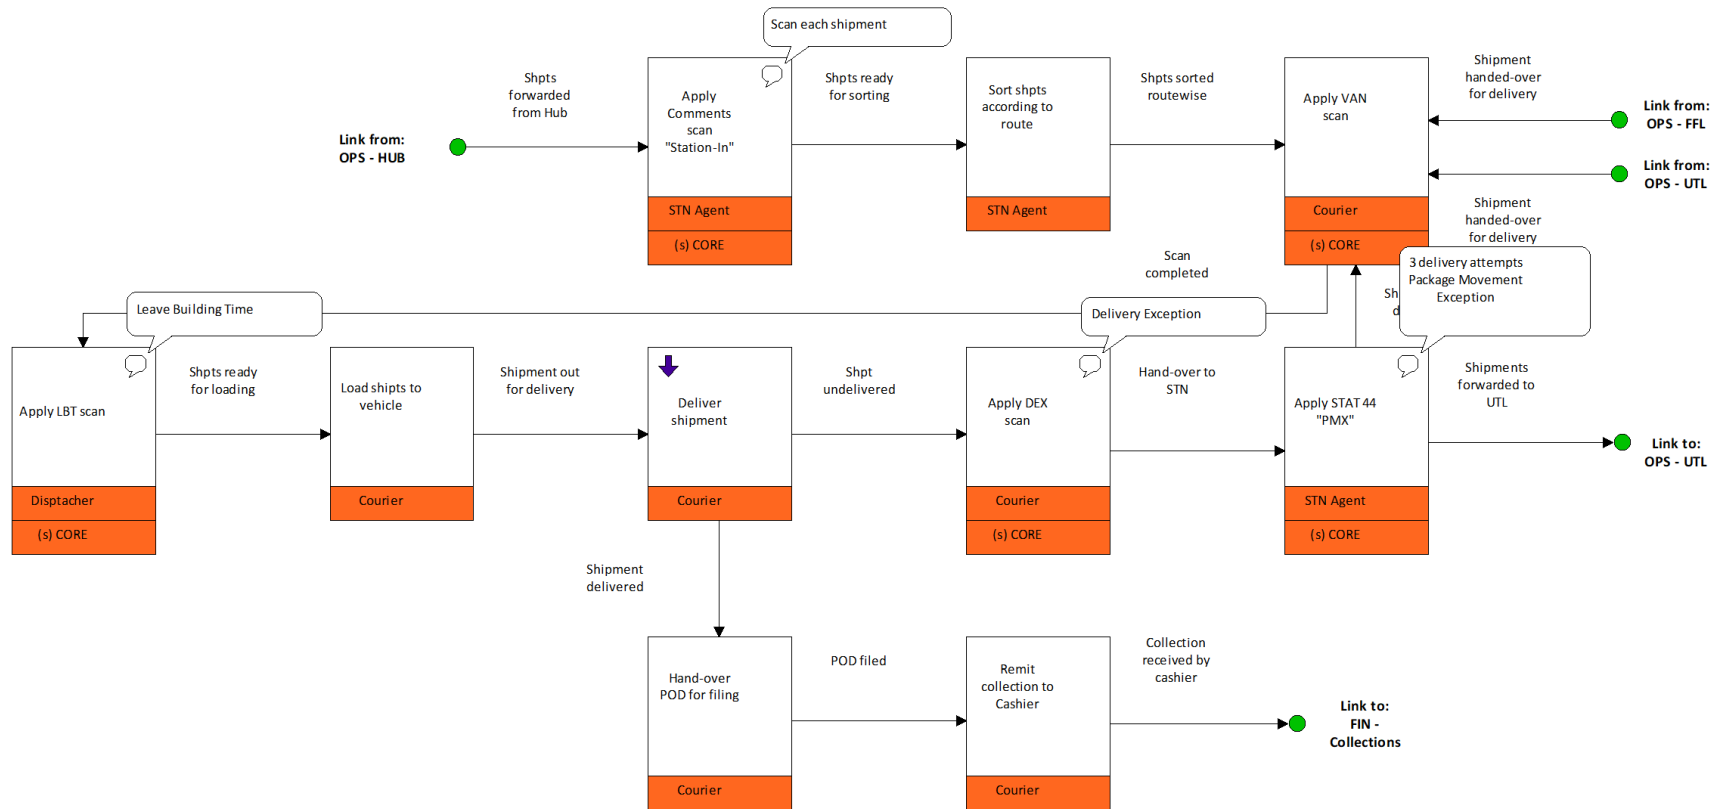 Scan each shipment
Shpts
forwarded
from Hub
Link from:
OPS - HUB
Apply
Comments
scan
"Station-In"
STN Agent
(s) CORE
Shpts ready
for sorting
Sort shpts
according to
route
STN Agent
Shpts sorted
routewise
Apply VAN
scan
Courier
(s) CORE
Shipment
handed-over
for delivery
Link from:
OPS - FFL
Link from:
OPS - UTL
Shipment
handed-over
for delivery
Scan
completed
3 delivery attempts
Package Movement
Exception
Leave Building Time
Delivery Exception
Apply LBT scan
Disptacher
(s) CORE
Shpts ready
for loading
Load shipts to
vehicle
Courier
Shipment out
for delivery
Deliver
shipment
Courier
Shpt
undelivered
Apply DEX
scan
Courier
(s) CORE
Hand-over to
STN
Apply STAT 44
"PMX"
STN Agent
(s) CORE
Shipments
forwarded to
UTL
Link to:
OPS - UTL
Shipment
delivered
Hand-over
POD for filing
Courier
POD filed
Remit
collection to
Cashier
Courier
Collection
received by
cashier
Link to:
FIN -
Collections